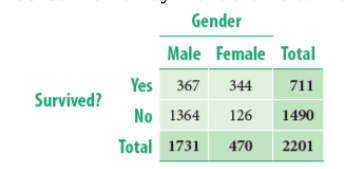 Gender
Male Female Total
Survived?
Yes 367 344 711
No 1364 126 1490
Total 1731 470 2201